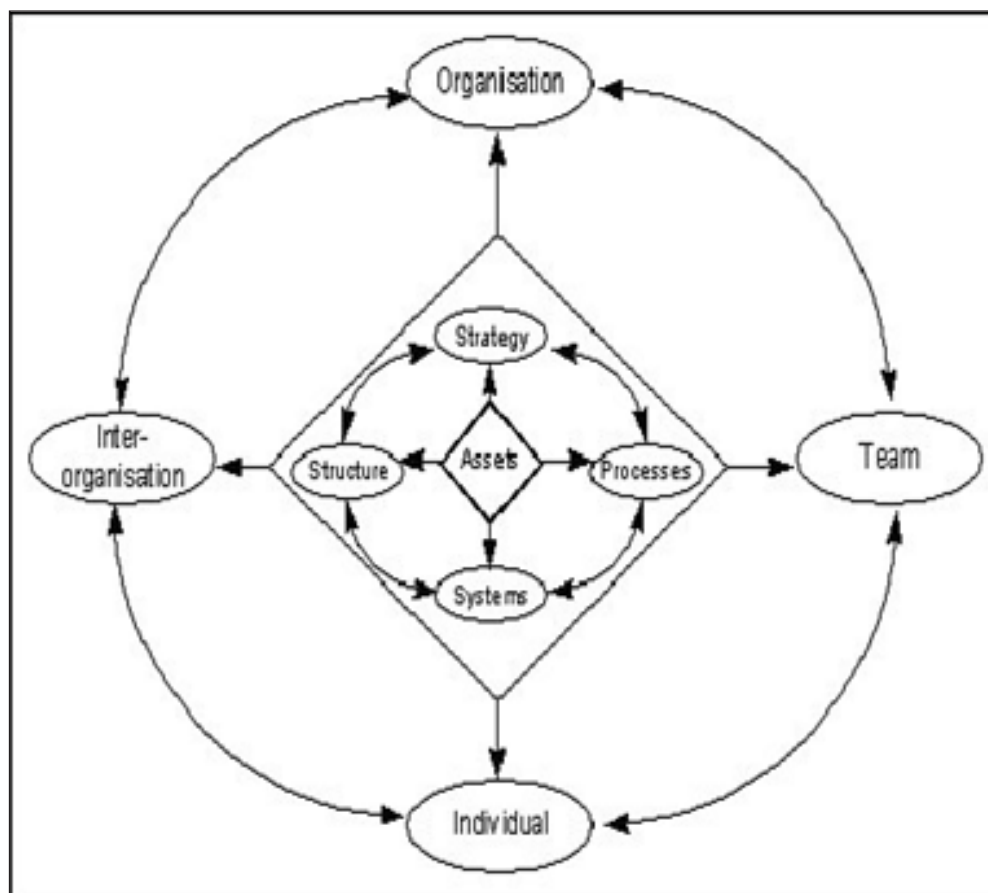 Organisation
Strategy
Inter-
organisation
Structure
Assets
Processes
Team
Systems
Individual